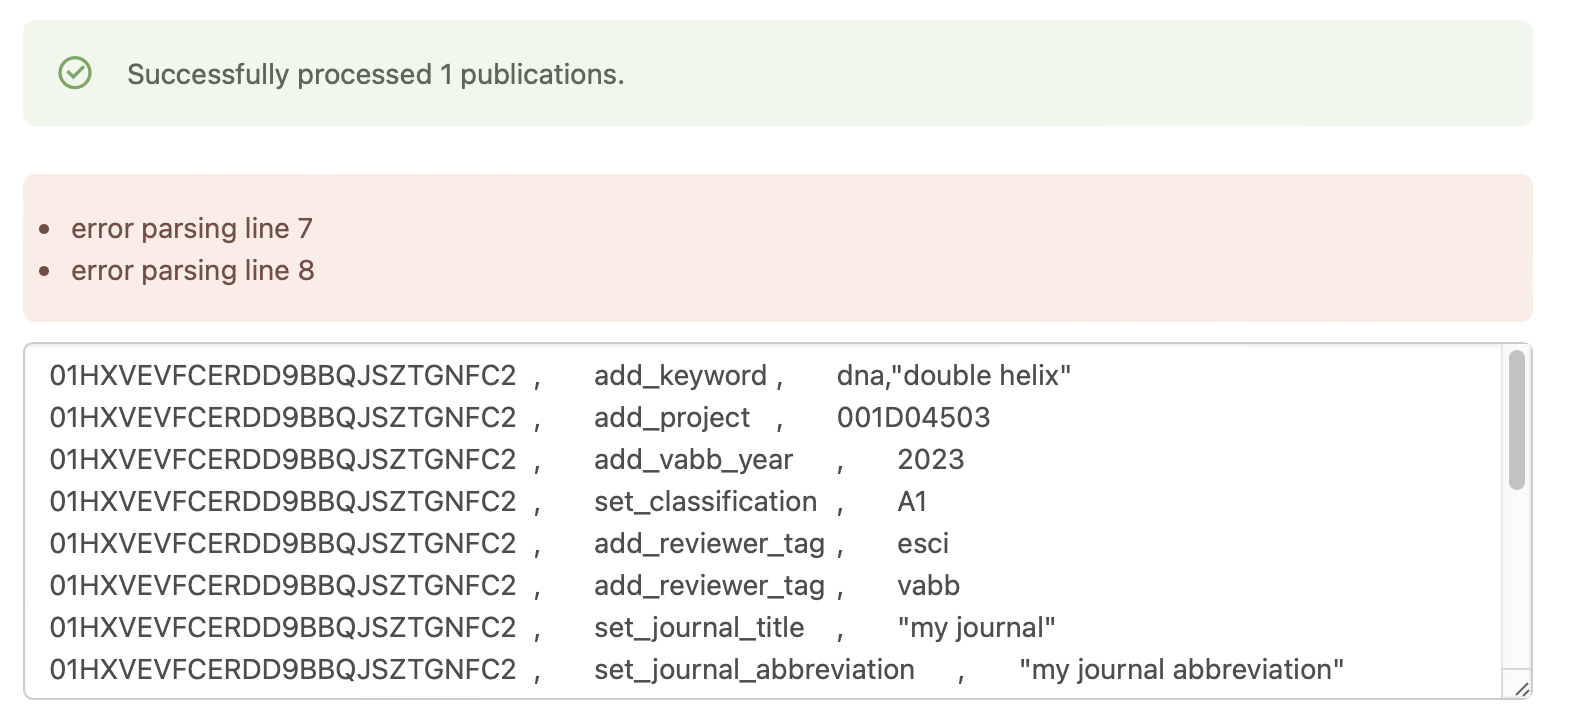 Successfully processed 1 publications.
• error parsing line 7
• error parsing line 8
01HXVEVFCERDD9BBQJSZTGNFC2 , add_keyword , dna,"double helix"
01HXVEVFCERDD9BBQJSZTGNFC2 , add_project , 001D04503
01HXVEVFCERDD9BBQJSZTGNFC2 , add_vabb_year , 2023
01HXVEVFCERDD9BBQJSZTGNFC2 , set_classification , A1
01HXVEVFCERDD9BBQJSZTGNFC2 , add_reviewer_tag , esci
01HXVEVFCERDD9BBQJSZTGNFC2 , add_reviewer_tag , vabb
01HXVEVFCERDD9BBQJSZTGNFC2 , set_journal_title , "my journal"
01HXVEVFCERDD9BBQJSZTGNFC2 , set_journal_abbreviation , "my journal abbreviation"